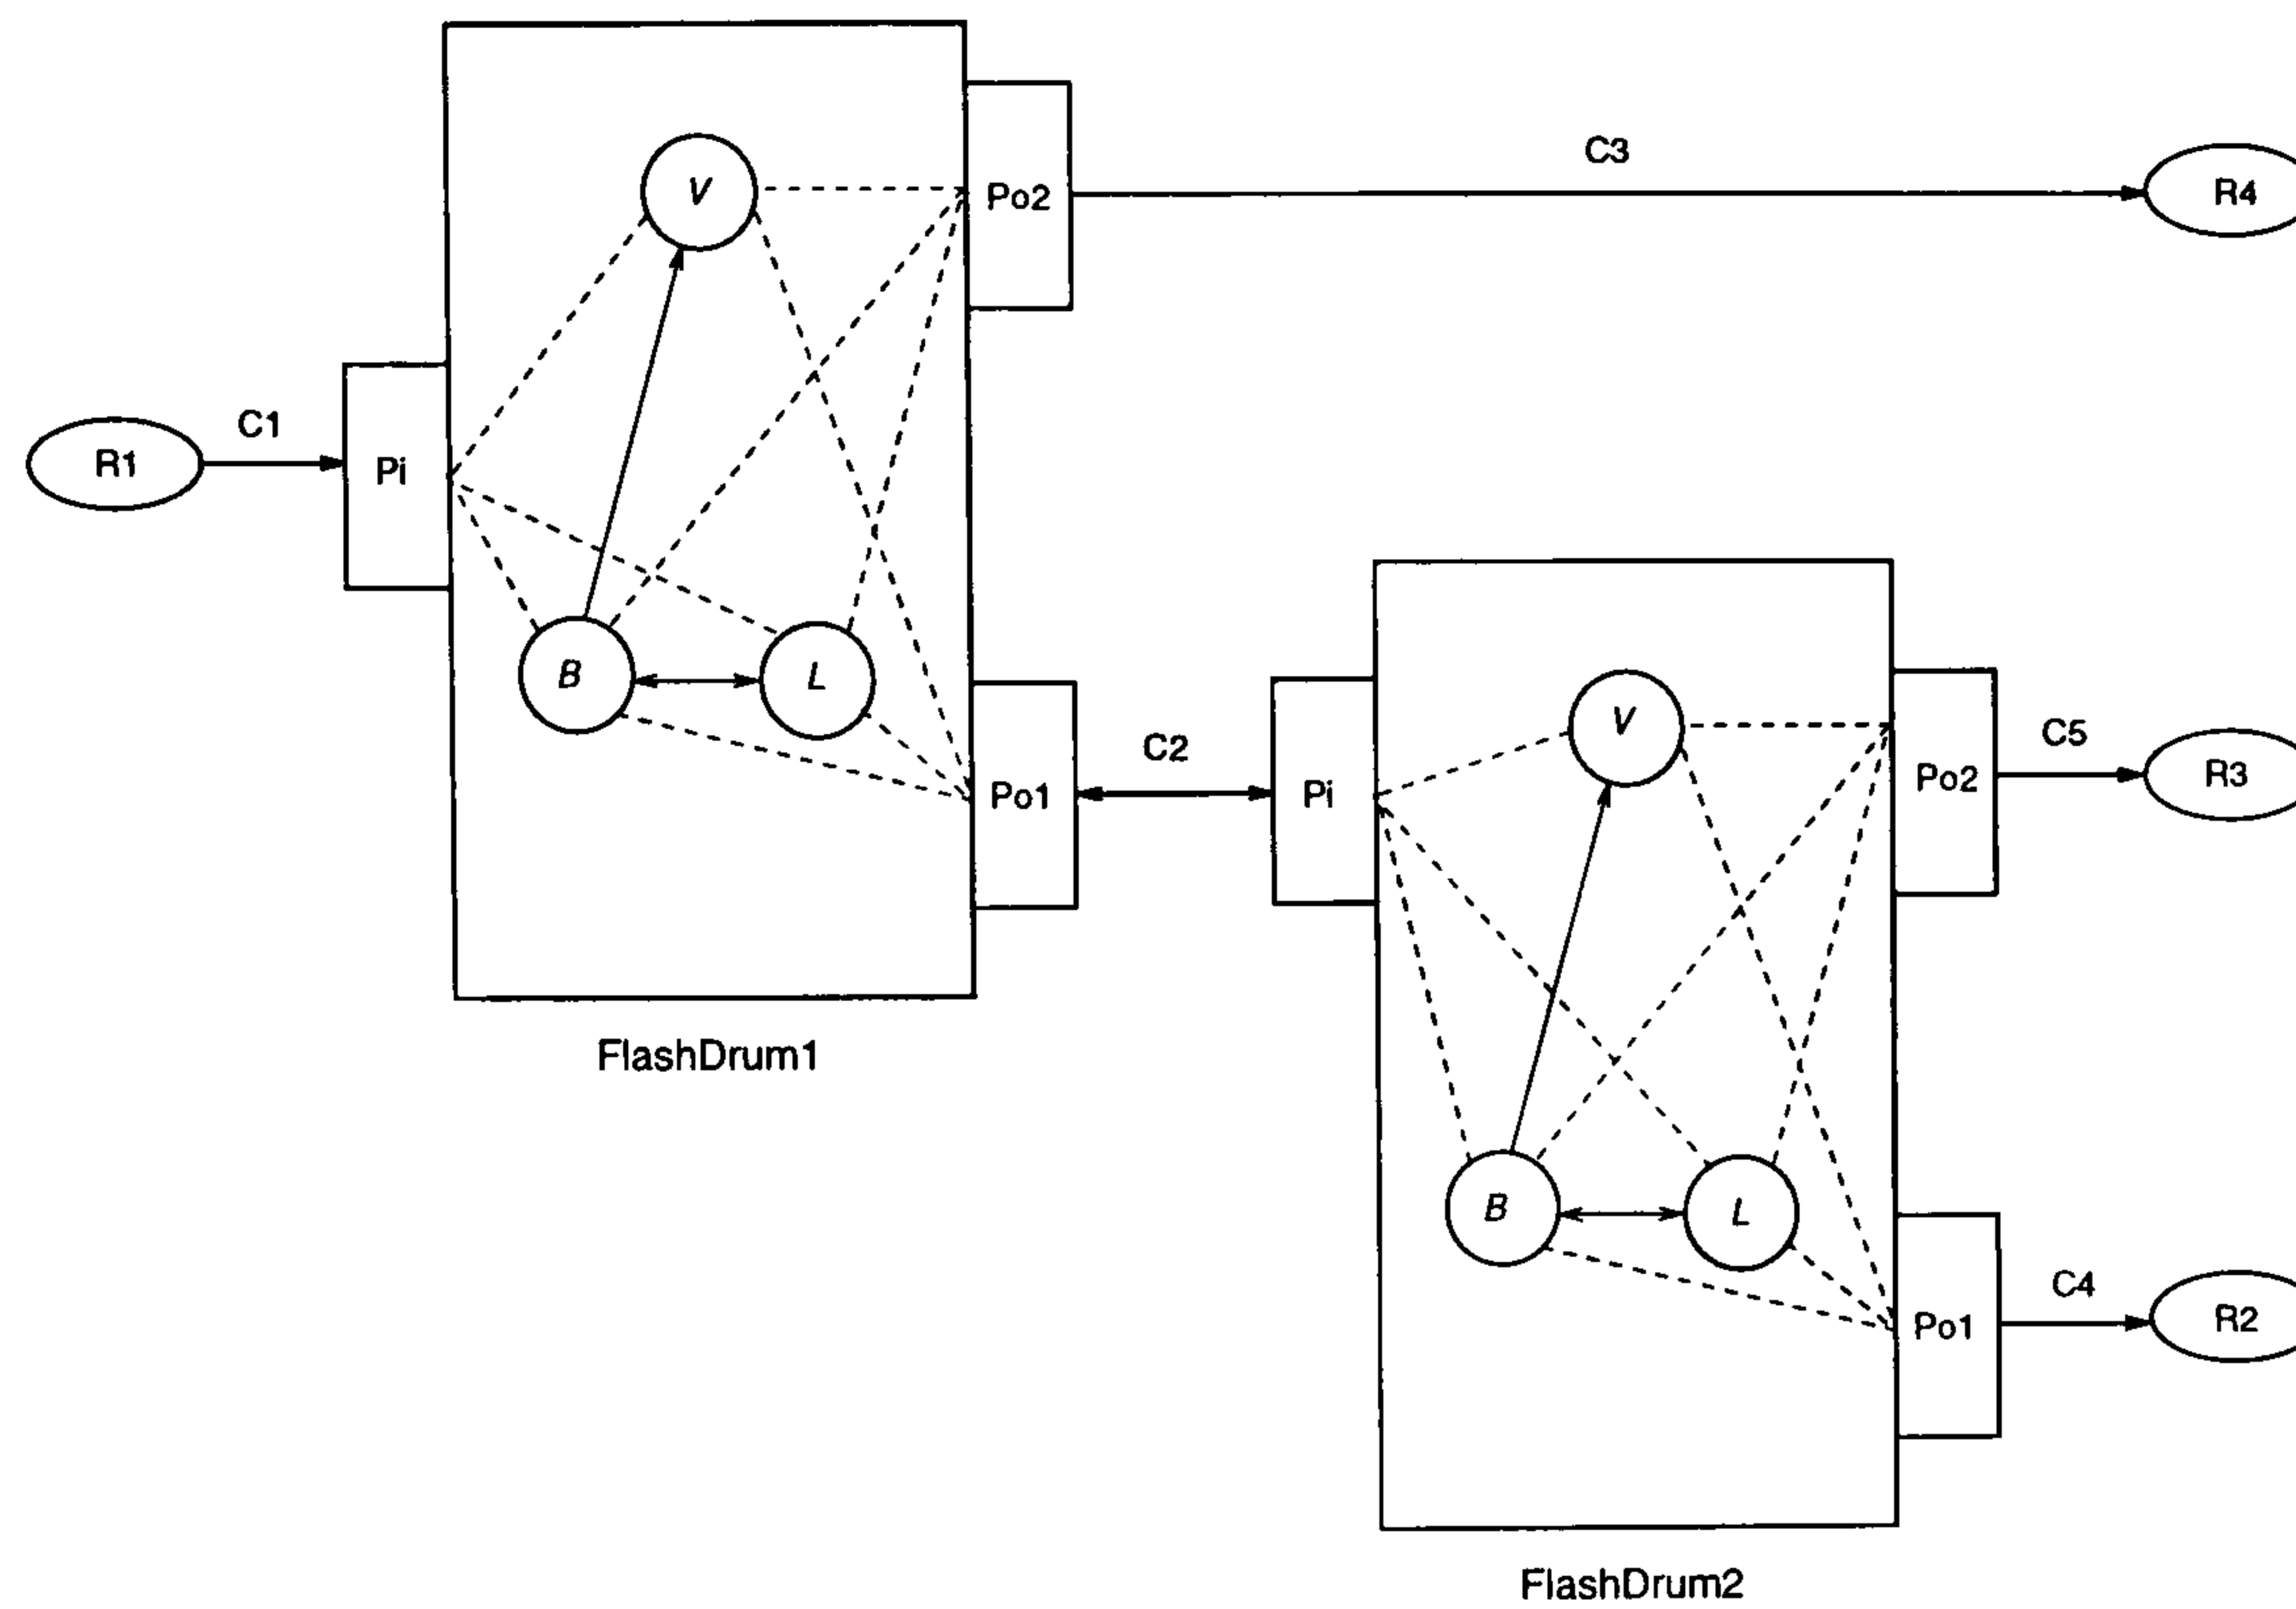 C3
V
Po2
R4
C1
R1
Pi
B
L
V
C5
C2
Po1
Pi
Po2
R3
FlashDrum1
B
L
C4
Po1
R2
FlashDrum2